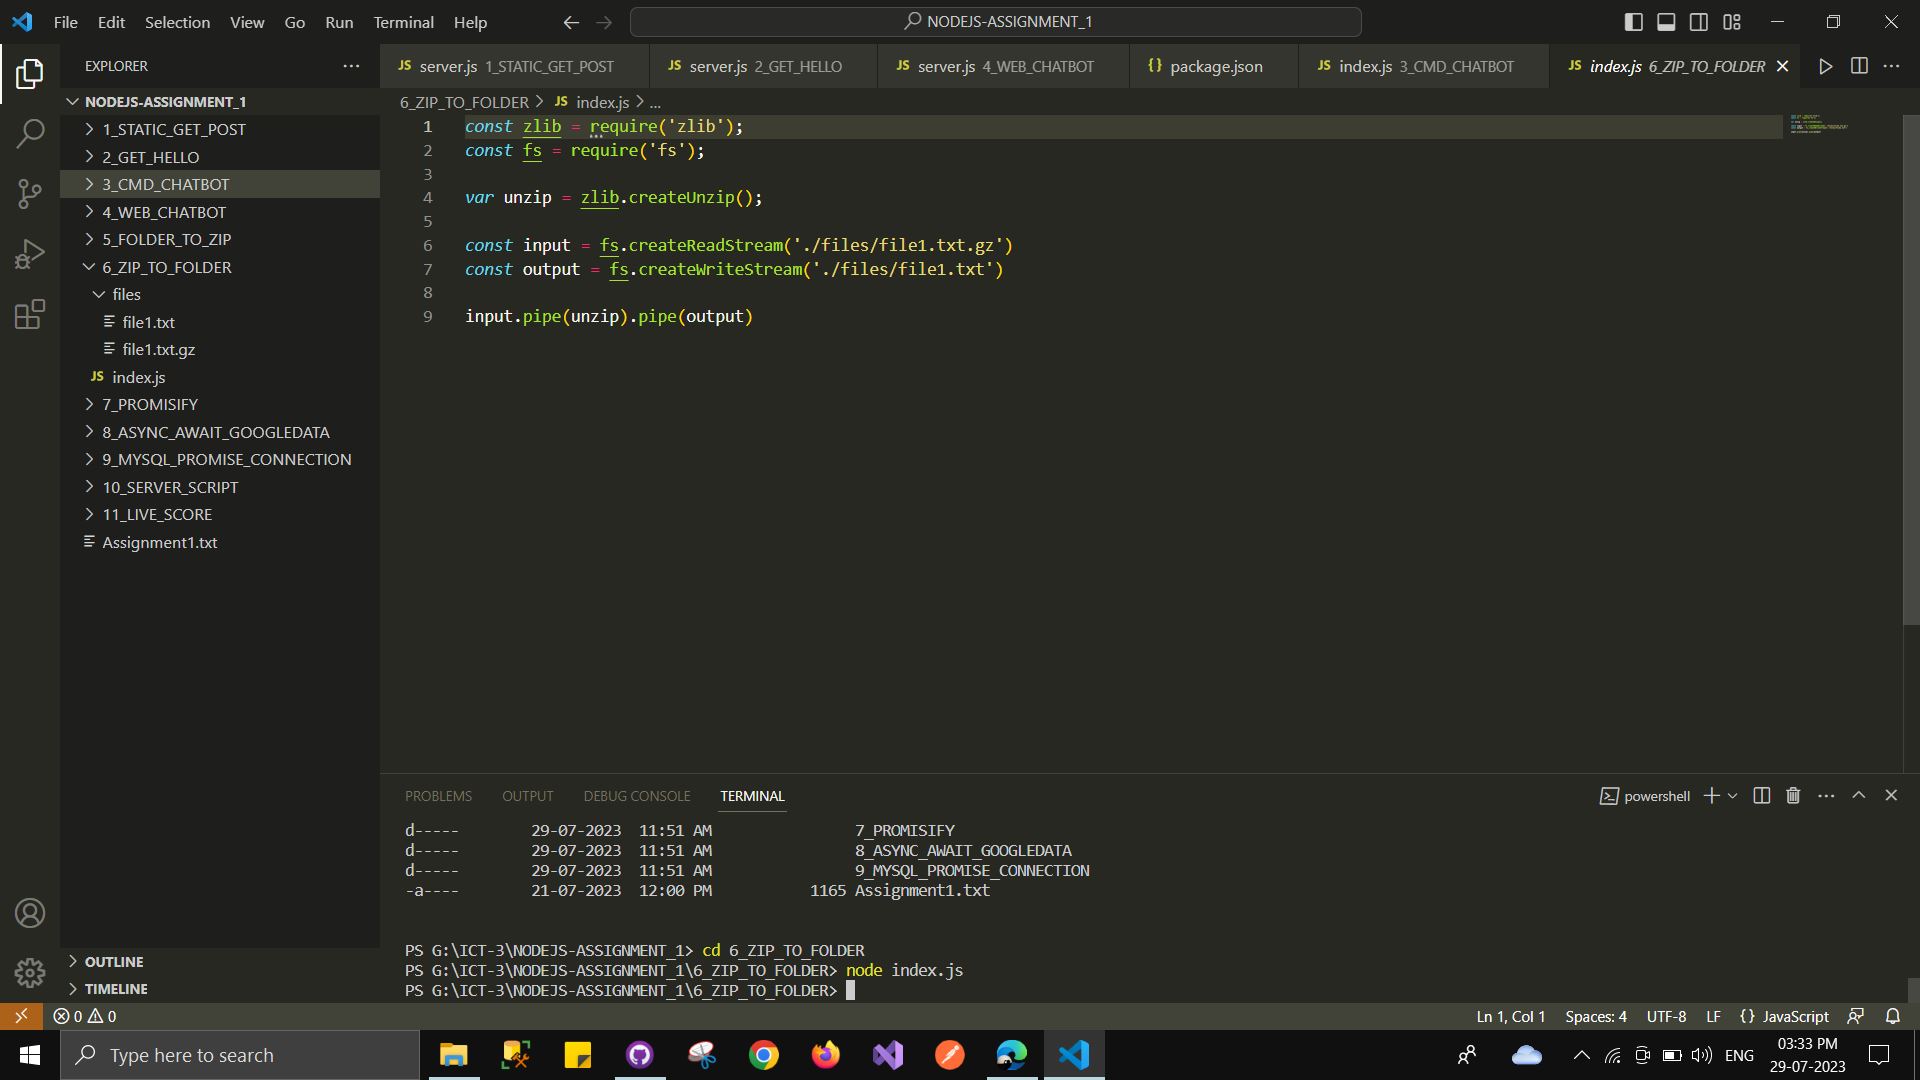 File Edit Selection View Go Run Terminal Help
NODEJS-ASSIGNMENT_1
EXPLORER
NODEJS-ASSIGNMENT_1
1_STATIC_GET_POST
2_GET_HELLO
3_CMD_CHATBOT
4_WEB_CHATBOT
5_FOLDER_TO_ZIP
6_ZIP_TO_FOLDER
files
file1.txt
file1.txt.gz
JS index.js
7_PROMISIFY
8_ASYNC_AWAIT_GOOGLEDATA
9_MYSQL_PROMISE_CONNECTION
10_SERVER_SCRIPT
11_LIVE_SCORE
Assignment1.txt
OUTLINE
TIMELINE
JS server.js 1_STATIC_GET_POST JS server.js 2_GET_HELLO JS server.js 4_WEB_CHATBOT {} package.json JS index.js 3_CMD_CHATBOT JS index.js 6_ZIP_TO_FOLDER
6_ZIP_TO_FOLDER > JS index.js > ...
1 const zlib = require('zlib');
2 const fs = require('fs');
3
4 var unzip = zlib.createUnzip();
5
6 const input = fs.createReadStream('./files/file1.txt.gz')
7 const output = fs.createWriteStream('./files/file1.txt')
8
9 input.pipe(unzip).pipe(output)
PROBLEMS OUTPUT DEBUG CONSOLE TERMINAL powershell
d----- 29-07-2023 11:51 AM 7_PROMISIFY
d----- 29-07-2023 11:51 AM 8_ASYNC_AWAIT_GOOGLEDATA
d----- 29-07-2023 11:51 AM 9_MYSQL_PROMISE_CONNECTION
-a---- 21-07-2023 12:00 PM 1165 Assignment1.txt
PS G:\ICT-3\NODEJS-ASSIGNMENT_1> cd 6_ZIP_TO_FOLDER
PS G:\ICT-3\NODEJS-ASSIGNMENT_1\6_ZIP_TO_FOLDER> node index.js
PS G:\ICT-3\NODEJS-ASSIGNMENT_1\6_ZIP_TO_FOLDER>
0 0 Ln 1, Col 1 Spaces: 4 UTF-8 LF {} JavaScript
Type here to search
ENG
03:33 PM
29-07-2023